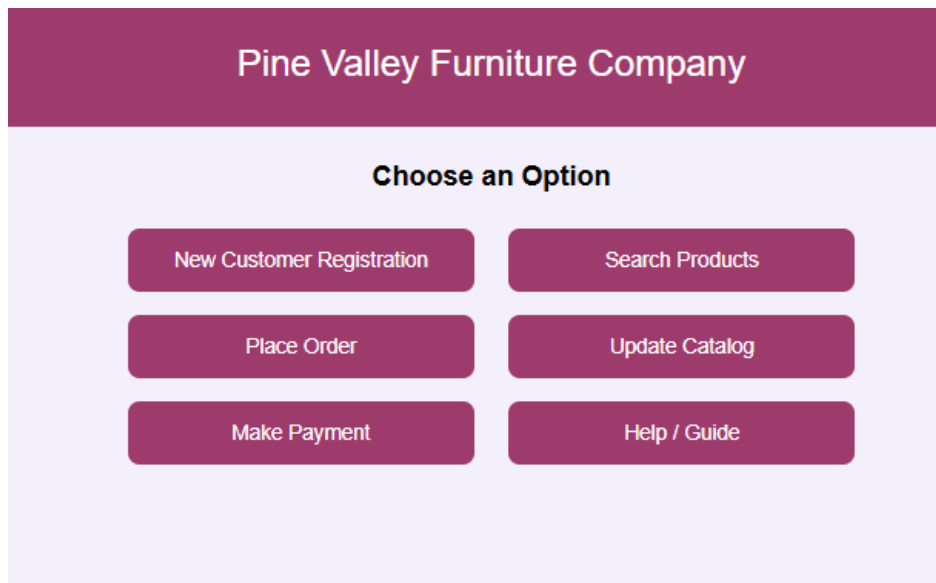 Pine Valley Furniture Company
Choose an Option
New Customer Registration
Search Products
Place Order
Update Catalog
Make Payment
Help / Guide